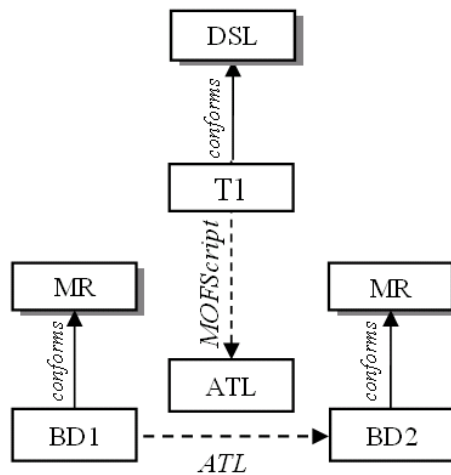 DSL
conforms
T1
MOFScript
MR
MR
conforms
conforms
ATL
BD1
BD2
ATL